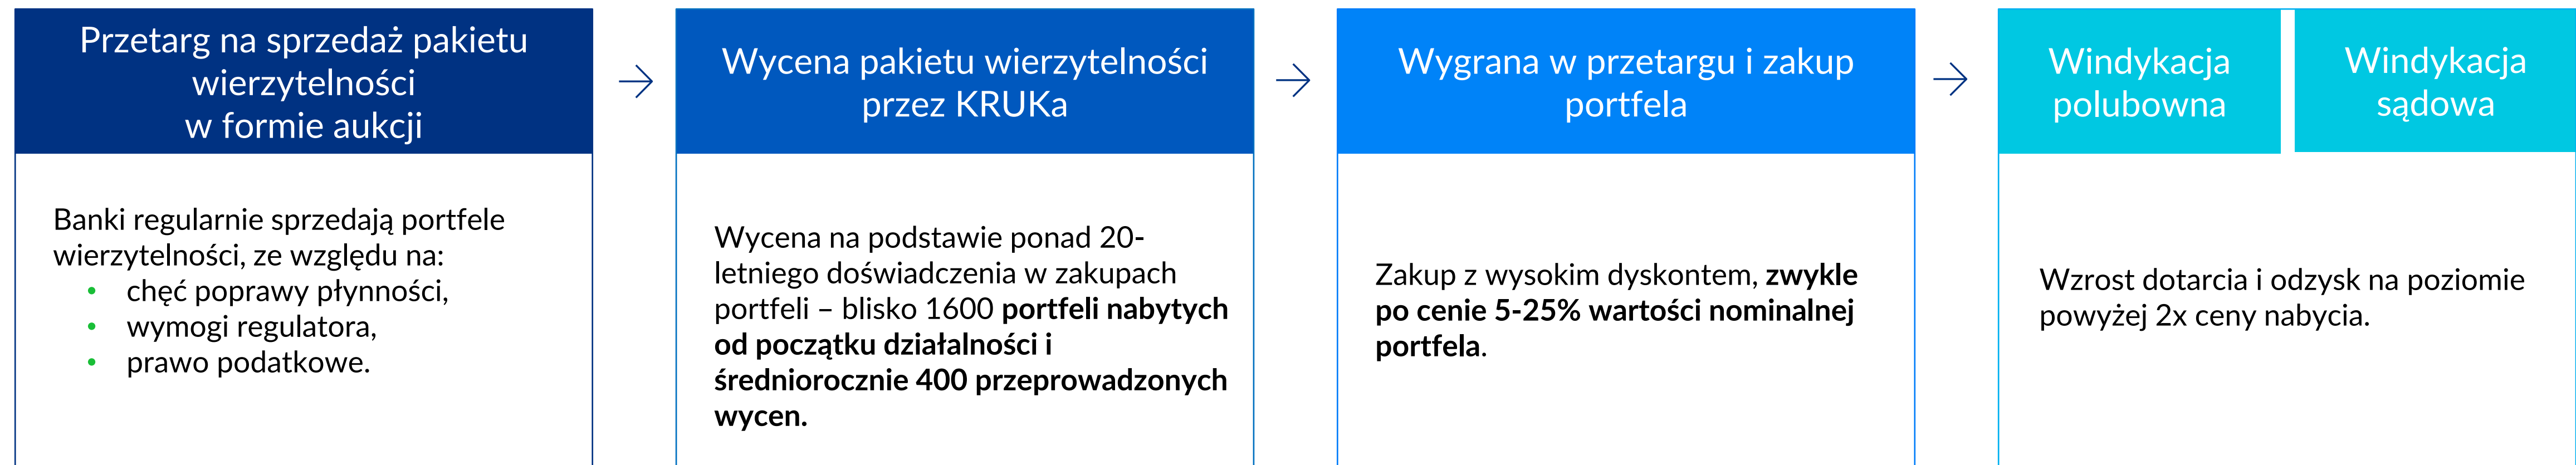 Przetarg na sprzedaż pakietu
wierzytelności
w formie aukcji
Banki regularnie sprzedają portfele
wierzytelności, ze względu na:
• chęć poprawy płynności,
• wymogi regulatora,
• prawo podatkowe.
Wycena pakietu wierzytelności
przez KRUKa
Wycena na podstawie ponad 20-
letniego doświadczenia w zakupach
portfeli – blisko 1600 portfeli nabytych
od początku działalności i
średniorocznie 400 przeprowadzonych
wycen.
Wygrana w przetargu i zakup
portfela
Zakup z wysokim dyskontem, zwykle
po cenie 5-25% wartości nominalnej
portfela.
Windykacja
polubowna
Windykacja
sądowa
Wzrost dotarcia i odzysk na poziomie
powyżej 2x ceny nabycia.